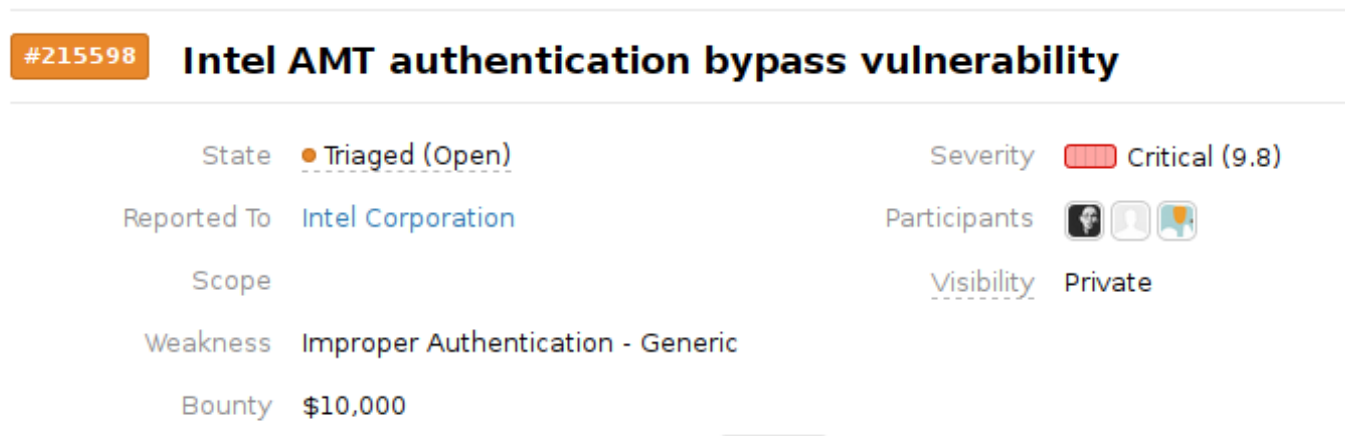 #215598 Intel AMT authentication bypass vulnerability
State Triaged (Open) Severity Critical (9.8)
Reported To Intel Corporation Participants
Scope Visibility Private
Weakness Improper Authentication - Generic
Bounty $10,000